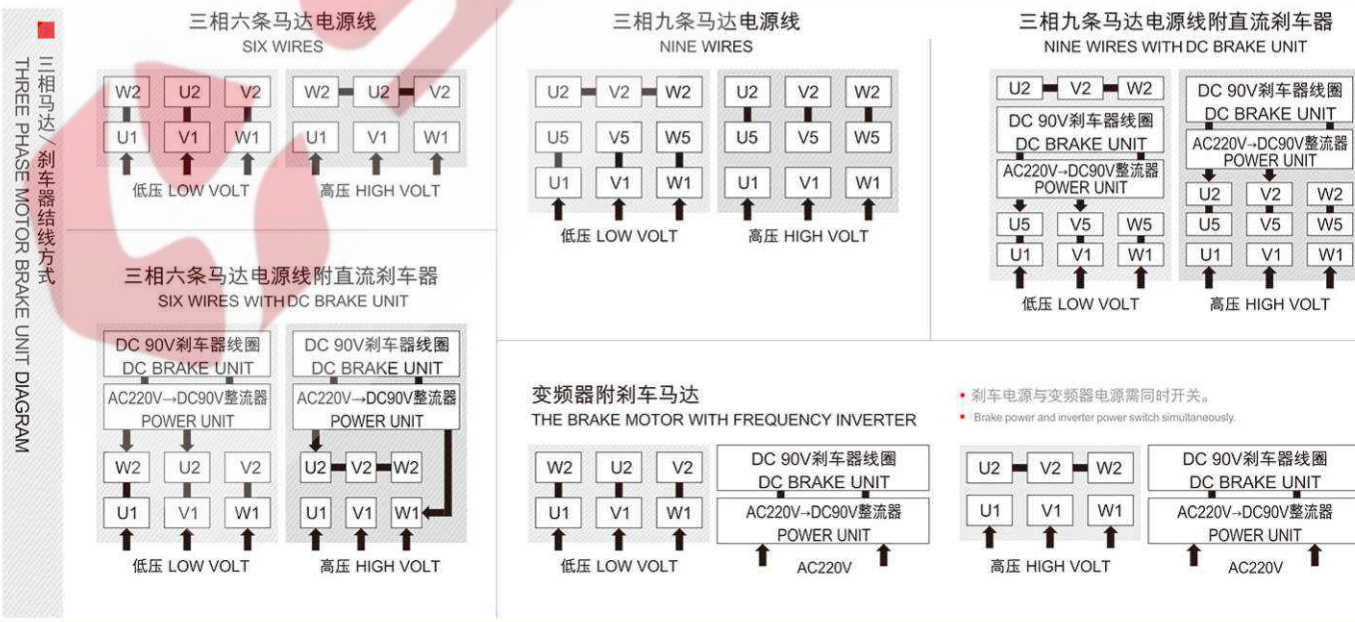 三相马达/刹车器结线方式
THREE PHASE MOTOR BRAKE UNIT DIAGRAM
三相六条马达电源线
SIX WIRES
W2 U2 V2 W2 U2 V2
U1 V1 W1 U1 V1 W1
低压 LOW VOLT 高压 HIGH VOLT
三相六条马达电源线附直流刹车器
SIX WIRES WITH DC BRAKE UNIT
DC 90V刹车器线圈 DC 90V刹车器线圈
DC BRAKE UNIT DC BRAKE UNIT
AC220V→DC90V整流器 AC220V→DC90V整流器
POWER UNIT POWER UNIT
W2 U2 V2 U2 V2 W2
U1 V1 W1 U1 V1 W1
低压 LOW VOLT 高压 HIGH VOLT
三相九条马达电源线
NINE WIRES
U2 V2 W2 U2 V2 W2
U5 V5 W5 U5 V5 W5
U1 V1 W1 U1 V1 W1
低压 LOW VOLT 高压 HIGH VOLT
三相九条马达电源线附直流刹车器
NINE WIRES WITH DC BRAKE UNIT
U2 V2 W2
DC 90V刹车器线圈
DC BRAKE UNIT
AC220V→DC90V整流器
POWER UNIT
U5 V5 W5
U1 V1 W1
低压 LOW VOLT
DC 90V刹车器线圈
DC BRAKE UNIT
AC220V→DC90V整流器
POWER UNIT
U2 V2 W2
U5 V5 W5
U1 V1 W1
高压 HIGH VOLT
变频器附刹车马达
THE BRAKE MOTOR WITH FREQUENCY INVERTER
刹车电源与变频器电源需同时开关。
Brake power and inverter power switch simultaneously.
W2 U2 V2
U1 V1 W1
低压 LOW VOLT
DC 90V刹车器线圈
DC BRAKE UNIT
AC220V→DC90V整流器
POWER UNIT
AC220V
U2 V2 W2
U1 V1 W1
高压 HIGH VOLT
DC 90V刹车器线圈
DC BRAKE UNIT
AC220V→DC90V整流器
POWER UNIT
AC220V